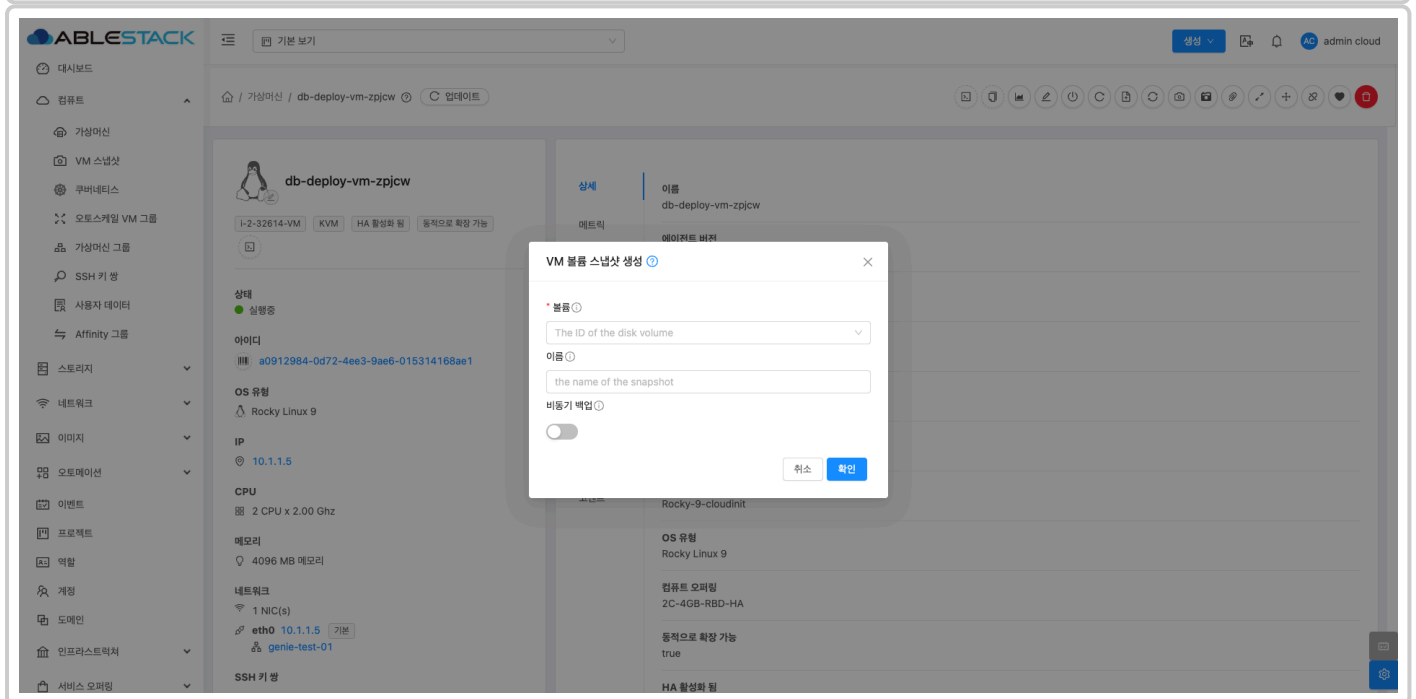 ABLESTACK
기본 보기
생성
AC
admin cloud
대시보드
컴퓨트
가상머신
VM 스냅샷
쿠버네티스
오토스케일 VM 그룹
가상머신 그룹
SSH 키 쌍
사용자 데이터
Affinity 그룹
스토리지
네트워크
이미지
오토메이션
이벤트
프로젝트
역할
계정
도메인
인프라스트럭쳐
서비스 오퍼링
/ 가상머신 / db-deploy-vm-zpjcw
업데이트
db-deploy-vm-zpjcw
i-2-32614-VM
KVM
HA 활성화 됨
동적으로 확장 가능
상태
실행중
아이디
a0912984-0d72-4ee3-9ae6-015314168ae1
OS 유형
Rocky Linux 9
IP
10.1.1.5
CPU
2 CPU x 2.00 Ghz
메모리
4096 MB 메모리
네트워크
1 NIC(s)
eth0 10.1.1.5 기본
genie-test-01
SSH 키 쌍
상세
메트릭
이름
db-deploy-vm-zpjcw
에이전트 버전
VM 볼륨 스냅샷 생성
* 볼륨
The ID of the disk volume
이름
the name of the snapshot
비동기 백업
취소
확인
Rocky-9-cloudinit
OS 유형
Rocky Linux 9
컴퓨트 오퍼링
2C-4GB-RBD-HA
동적으로 확장 가능
true
HA 활성화 됨